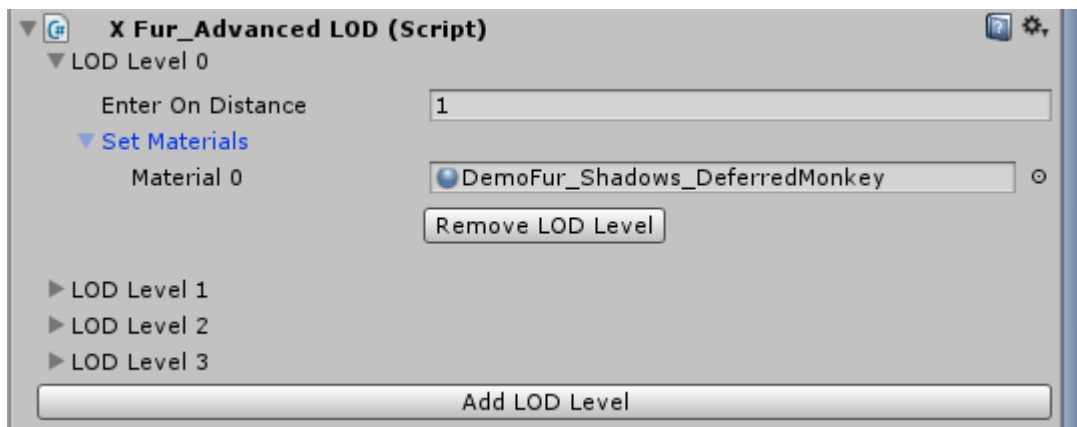 X Fur_Advanced LOD (Script)
LOD Level 0
Enter On Distance 1
Set Materials
Material 0 DemoFur_Shadows_DeferredMonkey
Remove LOD Level
LOD Level 1
LOD Level 2
LOD Level 3
Add LOD Level